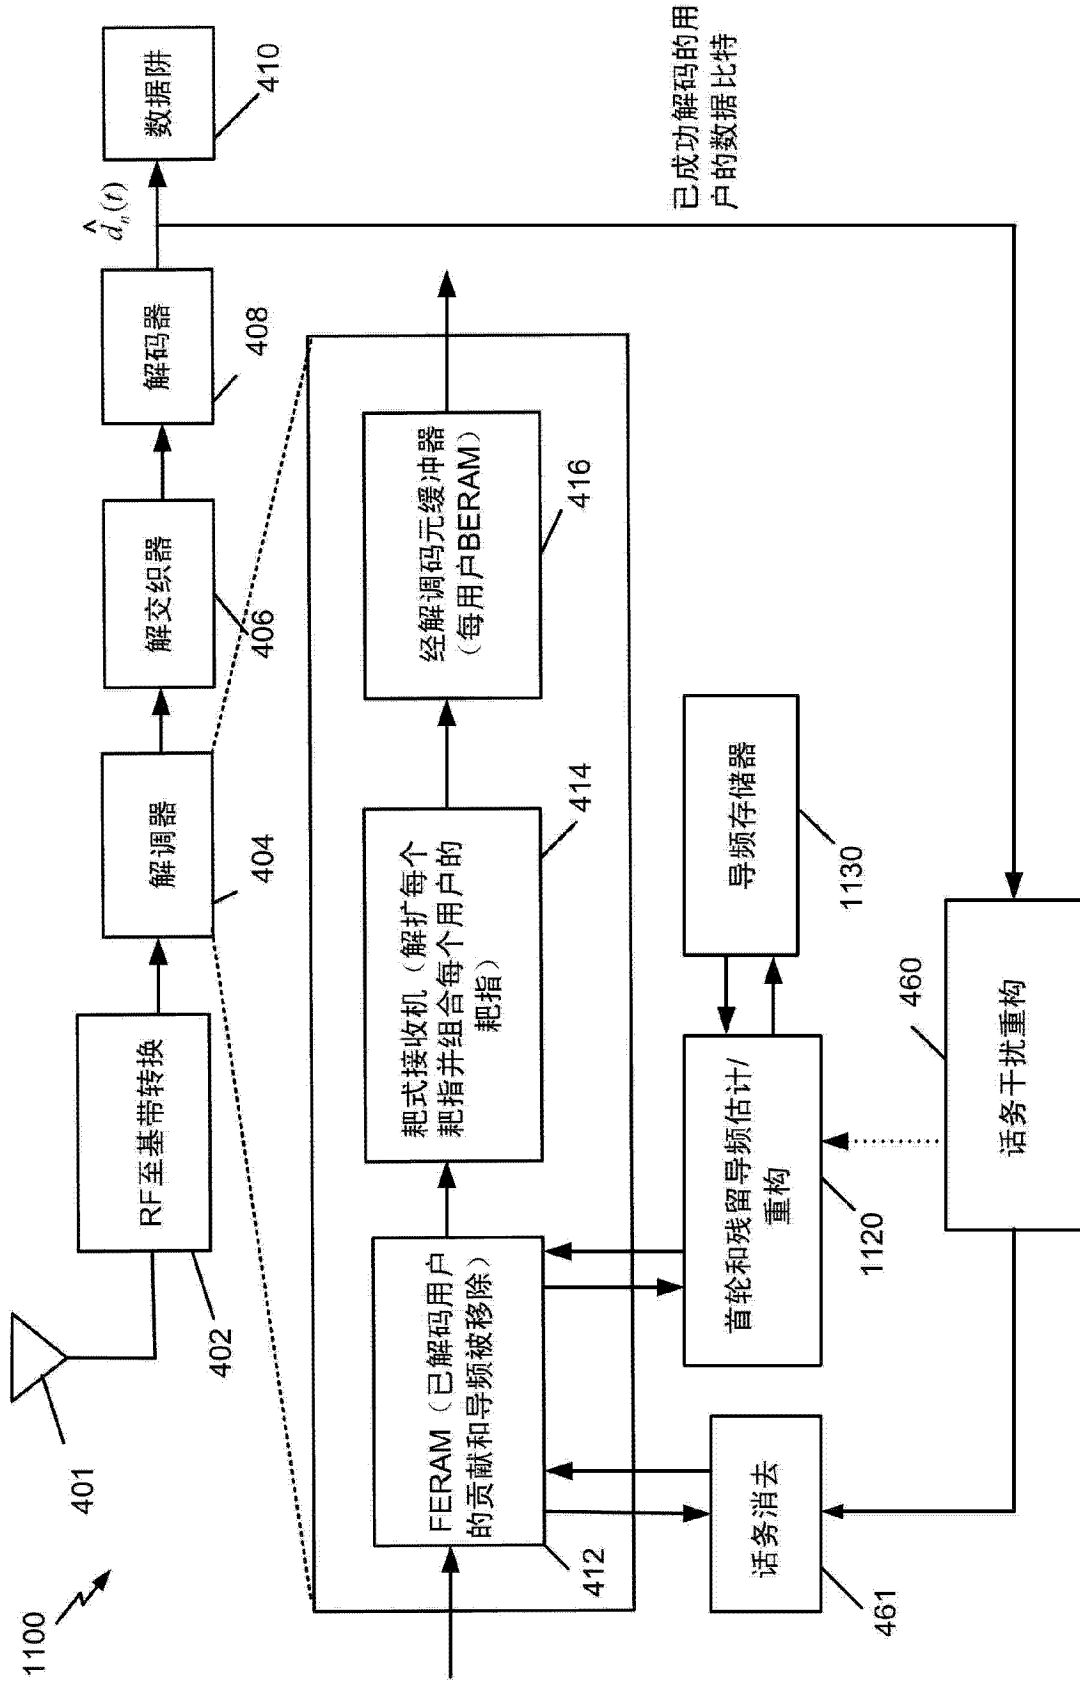 1100
401
RF至基带转换
402
解调器
404
解交织器
406
解码器
408
d̂ₙ(t)
数据阱
410
FERAM（已解码用户
的贡献和导频被移除）
412
耙式接收机（解扩每个
耙指并组合每个用户的
耙指）
414
经解调码元缓冲器
（每用户BERAM）
416
话务消去
461
首轮和残留导频估计/
重构
1120
导频存储器
1130
话务干扰重构
460
已成功解码的用
户的数据比特